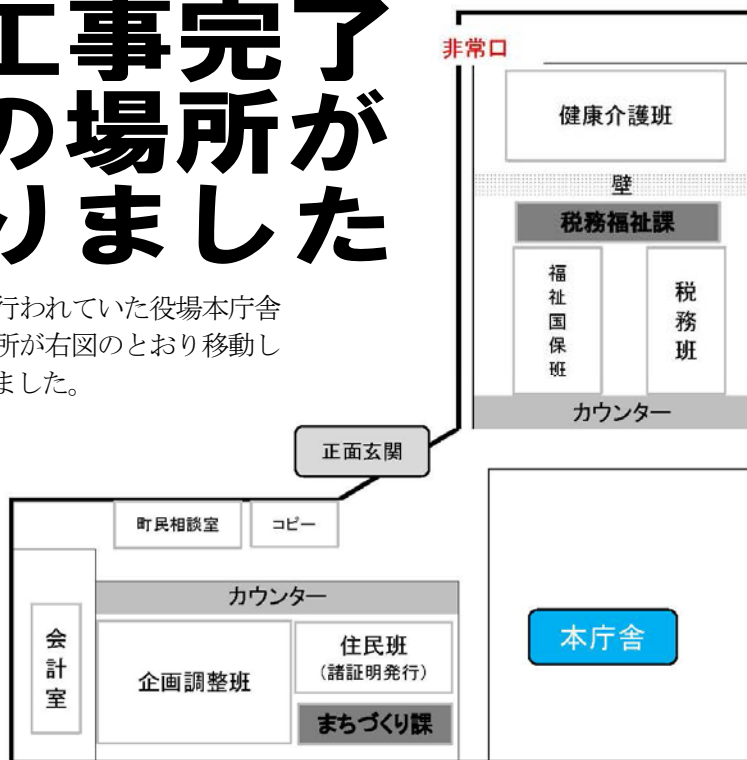 工事完了
の場所が
りました
行われていた役場本庁舎
所が右図のとおり移動し
ました。
非常口
健康介護班
壁
税務福祉課
福祉国保班
税務班
カウンター
正面玄関
町民相談室
コピー
カウンター
会計室
企画調整班
住民班
（諸証明発行）
まちづくり課
本庁舎